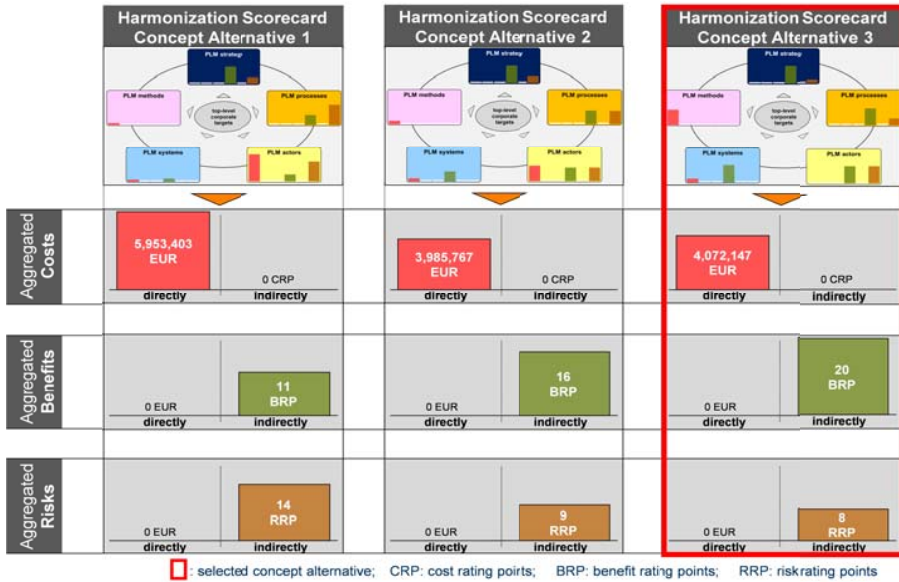 Harmonization Scorecard
Concept Alternative 1
Harmonization Scorecard
Concept Alternative 2
Harmonization Scorecard
Concept Alternative 3
PLM strategy
PLM methods
PLM processes
top-level
corporate
targets
PLM systems
PLM actors
PLM strategy
PLM methods
PLM processes
top-level
corporate
targets
PLM systems
PLM actors
PLM strategy
PLM methods
PLM processes
top-level
corporate
targets
PLM systems
PLM actors
Aggregated
Costs
5,953,403
EUR
0 CRP
directly
indirectly
3,985,767
EUR
0 CRP
directly
indirectly
4,072,147
EUR
0 CRP
directly
indirectly
Aggregated
Benefits
0 EUR
11
BRP
directly
indirectly
0 EUR
16
BRP
directly
indirectly
0 EUR
20
BRP
directly
indirectly
Aggregated
Risks
0 EUR
14
RRP
directly
indirectly
0 EUR
9
RRP
directly
indirectly
0 EUR
8
RRP
directly
indirectly
: selected concept alternative; CRP: cost rating points; BRP: benefit rating points; RRP: riskrating points